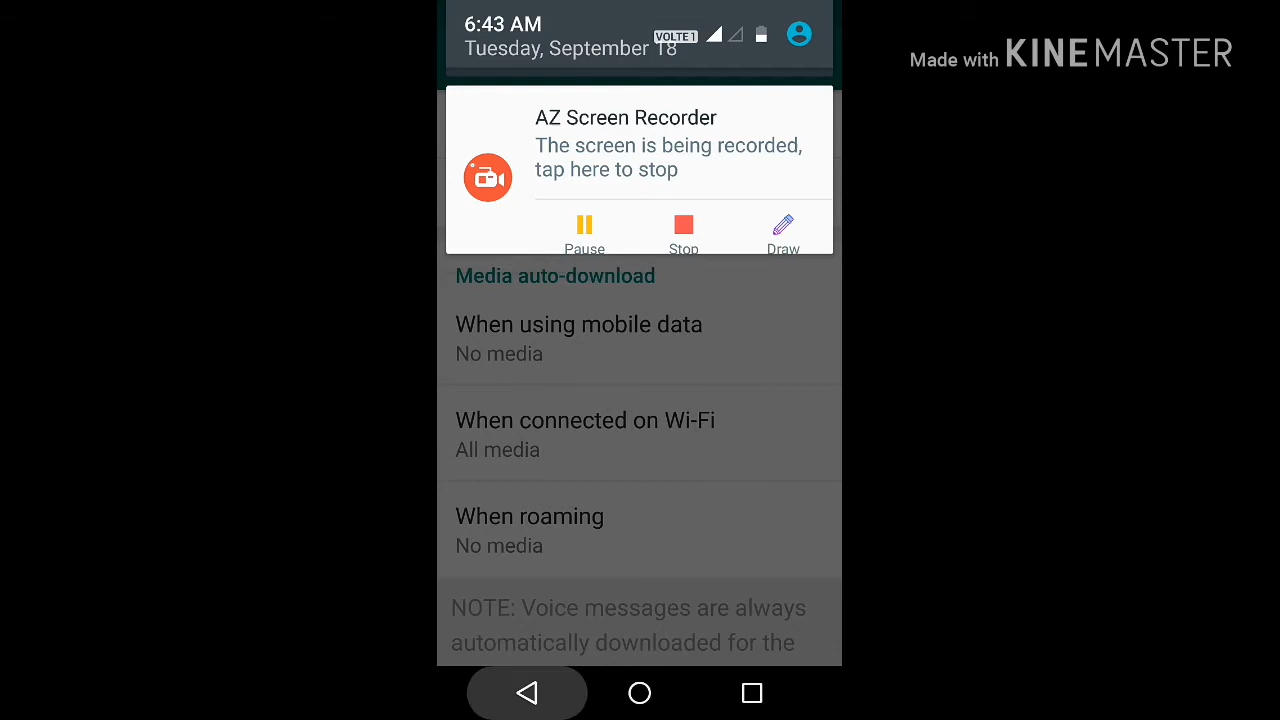 6:43 AM
VOLTE 1
Tuesday, September 18
Made with KINEMASTER
AZ Screen Recorder
The screen is being recorded,
tap here to stop
Pause
Stop
Draw
Media auto-download
When using mobile data
No media
When connected on Wi-Fi
All media
When roaming
No media
NOTE: Voice messages are always
automatically downloaded for the